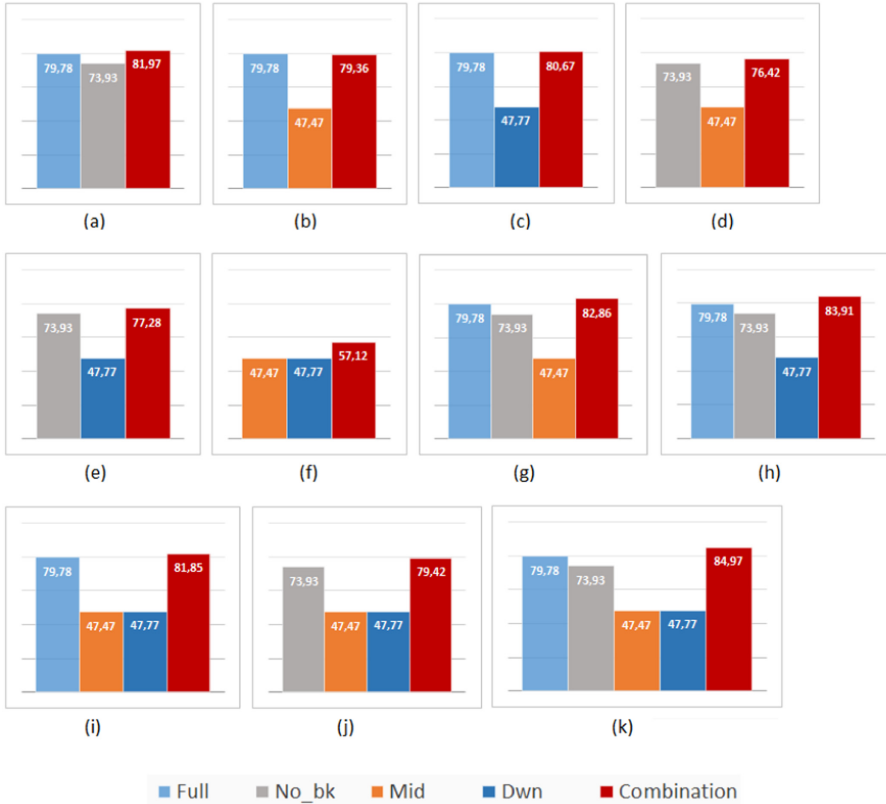 79,78 73,93 81,97
(a)
79,78 47,47 79,36
(b)
79,78 47,77 80,67
(c)
73,93 47,47 76,42
(d)
73,93 47,77 77,28
(e)
47,47 47,77 57,12
(f)
79,78 73,93 47,47 82,86
(g)
79,78 73,93 47,77 83,91
(h)
79,78 47,47 47,77 81,85
(i)
73,93 47,47 47,77 79,42
(j)
79,78 73,93 47,47 47,77 84,97
(k)
Full No_bk Mid Dwn Combination